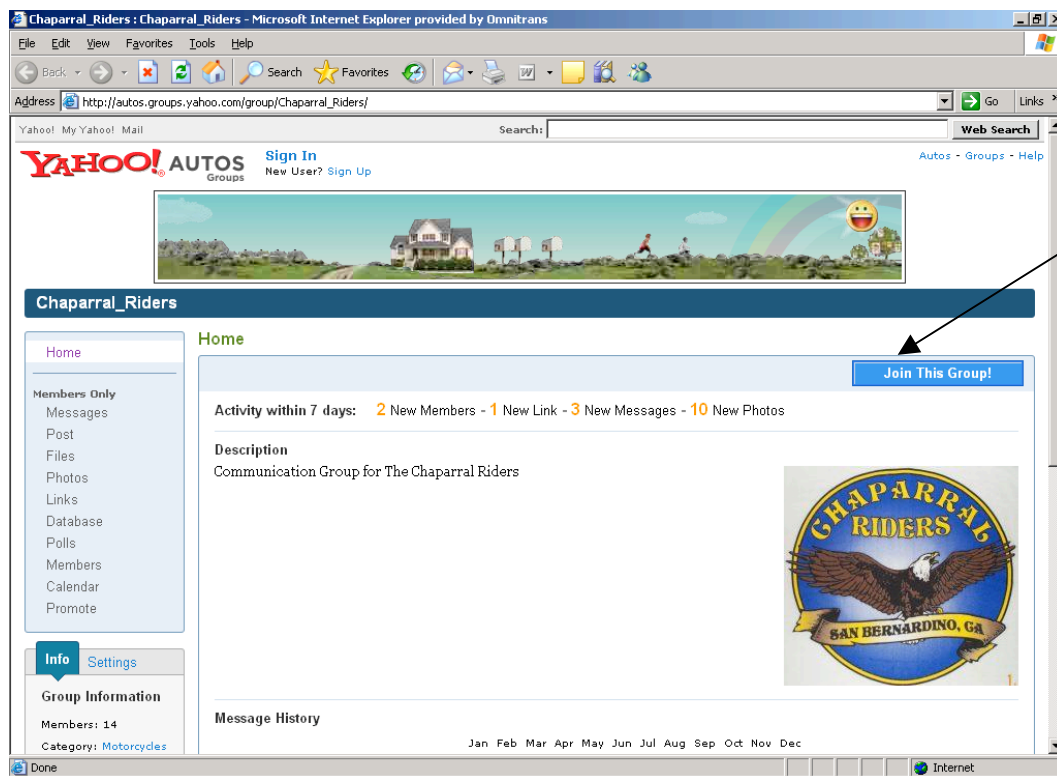 Chaparral_Riders : Chaparral_Riders - Microsoft Internet Explorer provided by Omnitrans
File Edit View Favorites Tools Help
Back Search Favorites
Address http://autos.groups.yahoo.com/group/Chaparral_Riders/ Go Links »
Yahoo! My Yahoo! Mail Search: Web Search
YAHOO! AUTOS Groups
Sign In
New User? Sign Up
Autos - Groups - Help
Chaparral_Riders
Home
Members Only
Messages
Post
Files
Photos
Links
Database
Polls
Members
Calendar
Promote
Info Settings
Group Information
Members: 14
Category: Motorcycles
Home
Join This Group!
Activity within 7 days: 2 New Members - 1 New Link - 3 New Messages - 10 New Photos
Description
Communication Group for The Chaparral Riders
CHAPARRAL
RIDERS
SAN BERNARDINO, CA
1.
Message History
Jan Feb Mar Apr May Jun Jul Aug Sep Oct Nov Dec
Done Internet